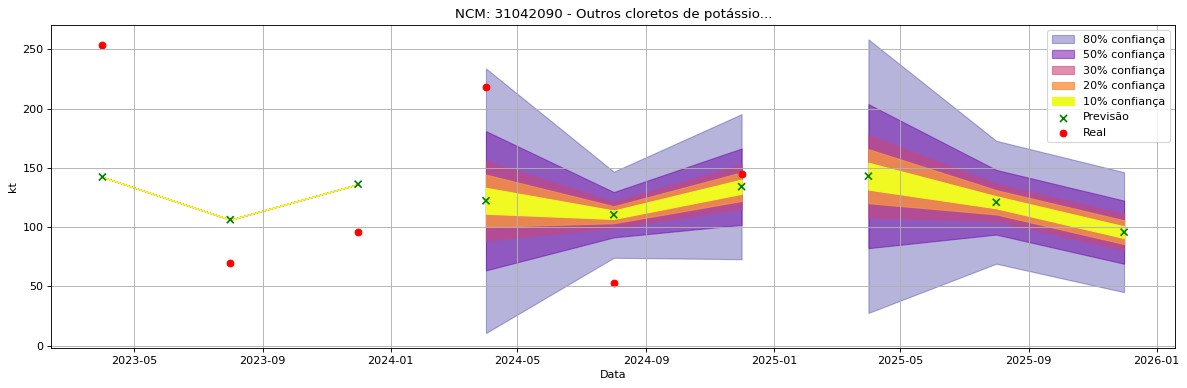 NCM: 31042090 - Outros cloretos de potássio...
250
200
150
100
50
0
kt
80% confiança
50% confiança
30% confiança
20% confiança
10% confiança
Previsão
Real
2023-05 2023-09 2024-01 2024-05 2024-09 2025-01 2025-05 2025-09 2026-01
Data